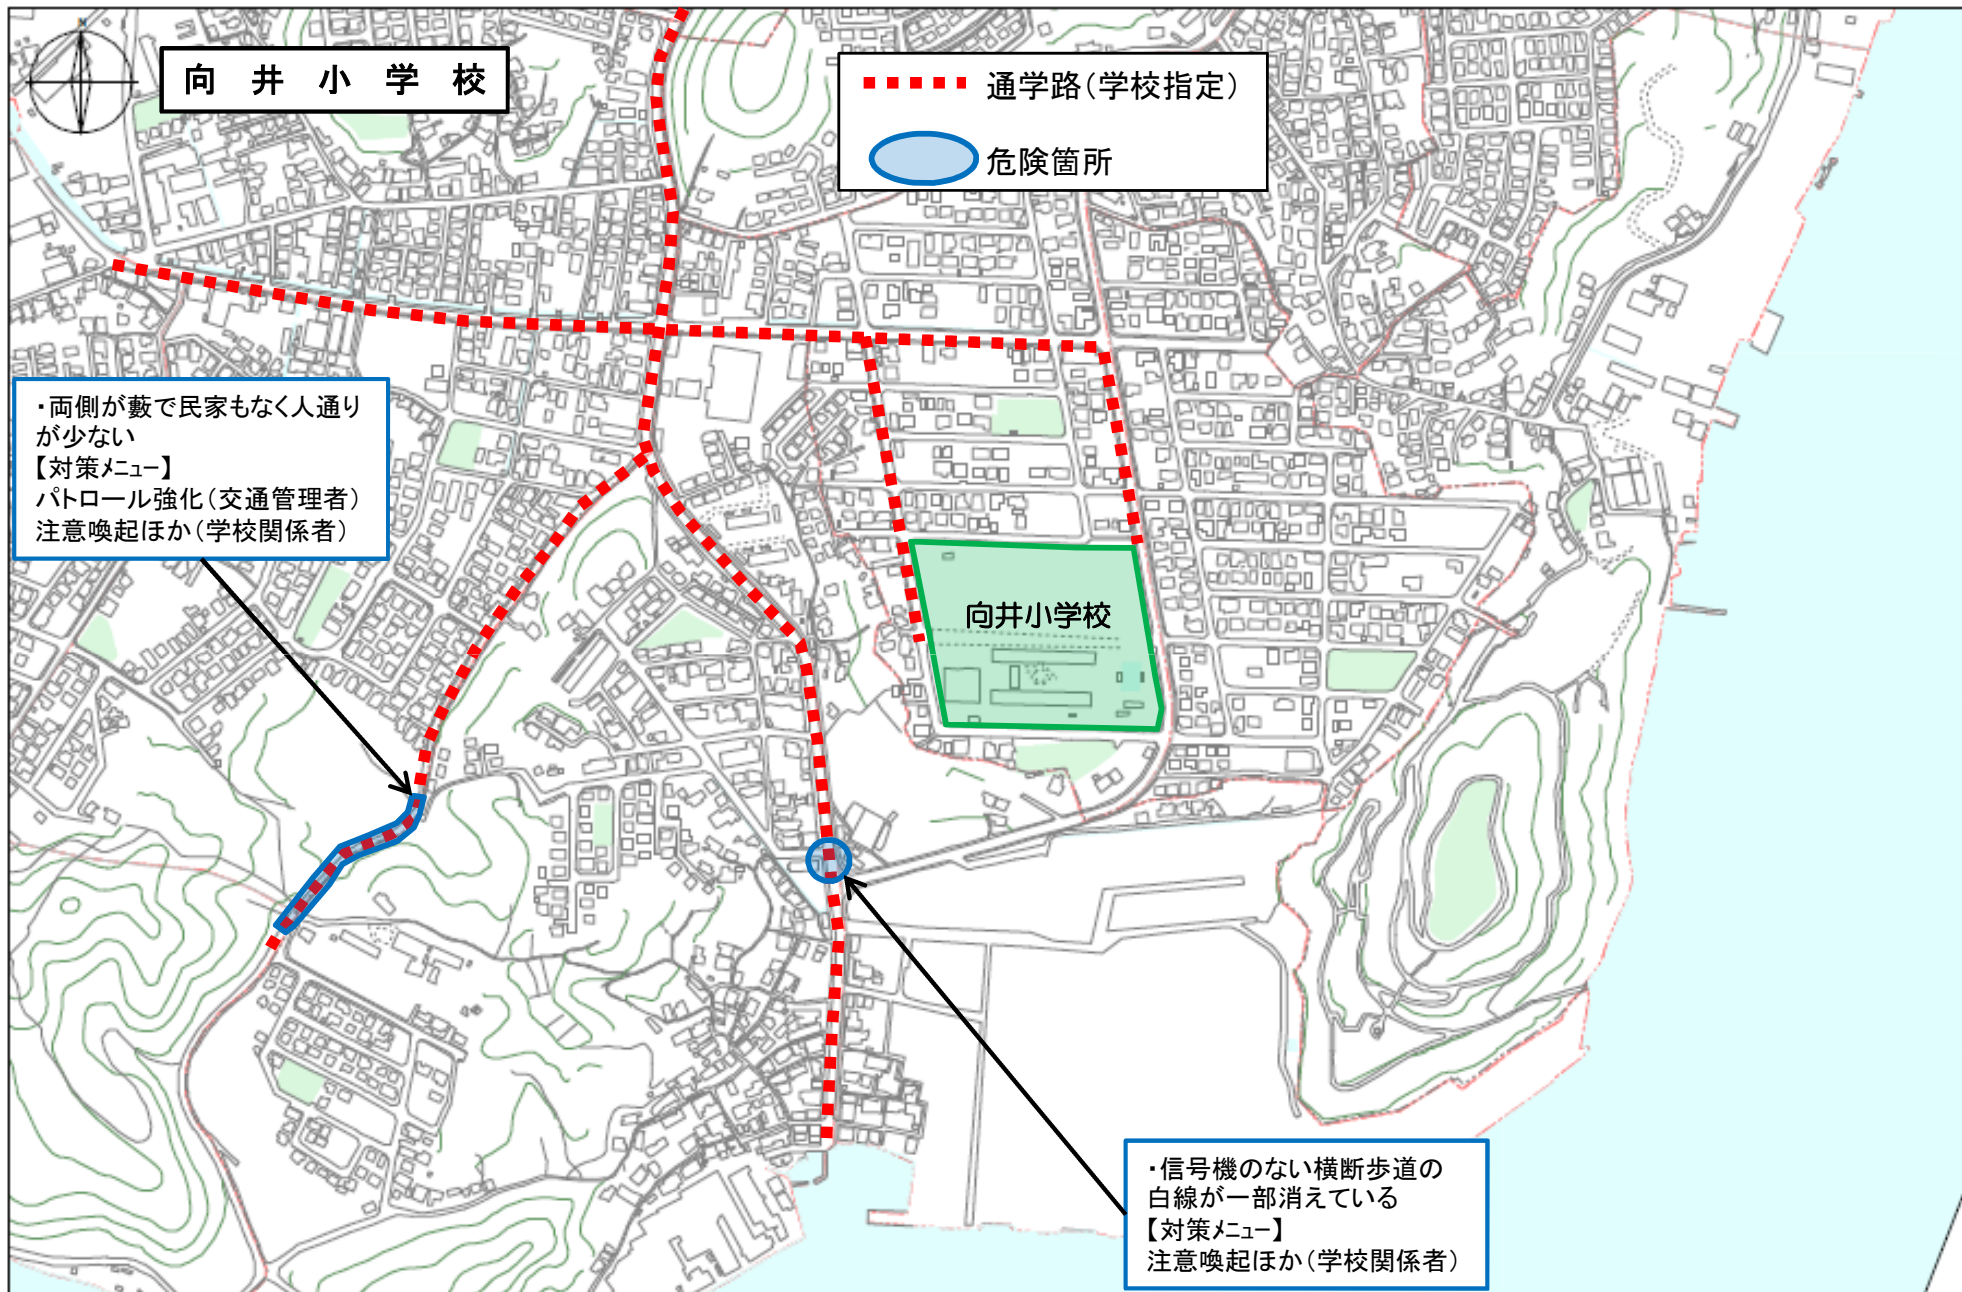 向井小学校
通学路(学校指定)
危険箇所
・両側が藪で民家もなく人通り
が少ない
【対策メニュー】
パトロール強化(交通管理者)
注意喚起ほか(学校関係者)
向井小学校
・信号機のない横断歩道の
白線が一部消えている
【対策メニュー】
注意喚起ほか(学校関係者)